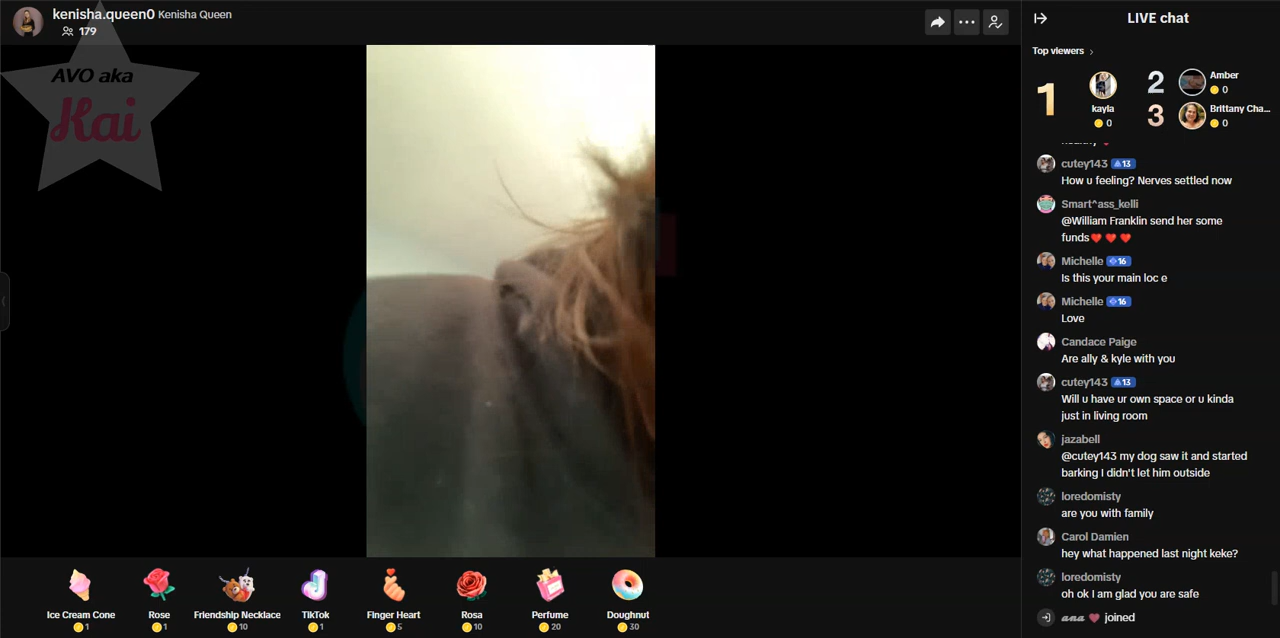 kenisha.queen0 Kenisha Queen
179
AVO aka
Kai
LIVE chat
Top viewers
1
kayla
0
2
Amber
0
3
Brittany Cha...
0
cutey143 13
How u feeling? Nerves settled now
Smart^ass_kelli
@William Franklin send her some
funds❤️ ❤️ ❤️
Michelle 16
Is this your main loc e
Michelle 16
Love
Candace Paige
Are ally & kyle with you
cutey143 13
Will u have ur own space or u kinda
just in living room
jazabell
@cutey143 my dog saw it and started
barking I didn't let him outside
loredomisty
are you with family
Carol Damien
hey what happened last night keke?
loredomisty
oh ok I am glad you are safe
ana ❤️ joined
Ice Cream Cone
1
Rose
1
Friendship Necklace
10
TikTok
1
Finger Heart
5
Rosa
10
Perfume
20
Doughnut
30